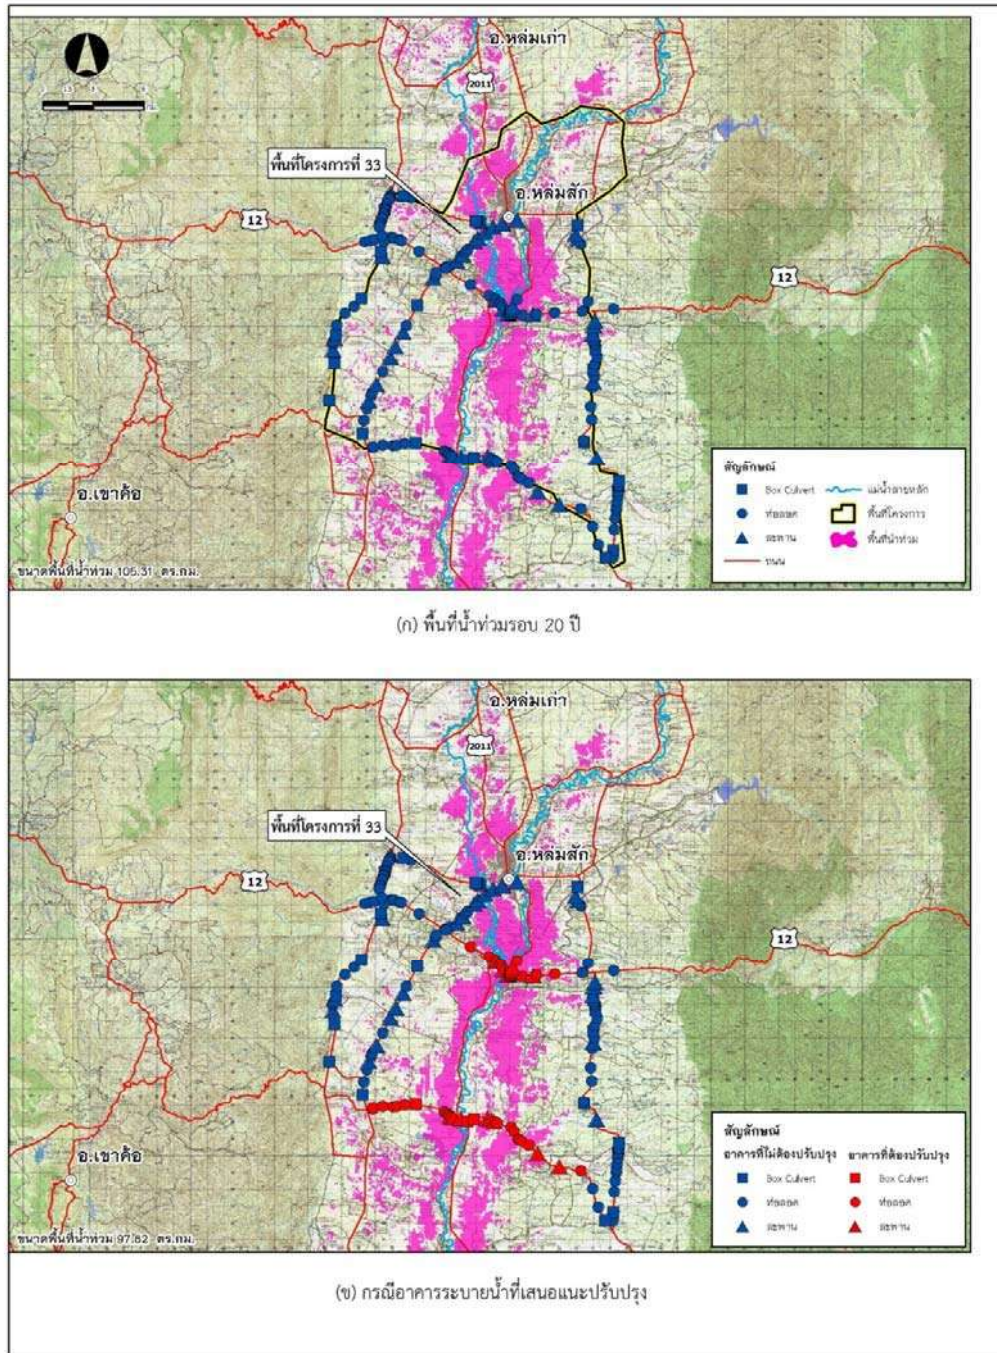 อ.หล่มเก่า
2011
พื้นที่โครงการที่ 33
อ.หล่มสัก
12
12
อ.เขาค้อ
ขนาดพื้นที่น้ำท่วม 105.31 ตร.กม.
สัญลักษณ์
Box Culvert
แม่น้ำสายหลัก
ท่อลอด
พื้นที่โครงการ
สะพาน
พื้นที่น้ำท่วม
ถนน
(ก) พื้นที่น้ำท่วมรอบ 20 ปี
อ.หล่มเก่า
2011
พื้นที่โครงการที่ 33
อ.หล่มสัก
12
12
อ.เขาค้อ
ขนาดพื้นที่น้ำท่วม 97.82 ตร.กม.
สัญลักษณ์
อาคารที่ไม่ต้องปรับปรุง อาคารที่ต้องปรับปรุง
Box Culvert Box Culvert
ท่อลอด ท่อลอด
สะพาน สะพาน
(ข) กรณีอาคารระบายน้ำที่เสนอแนะปรับปรุง